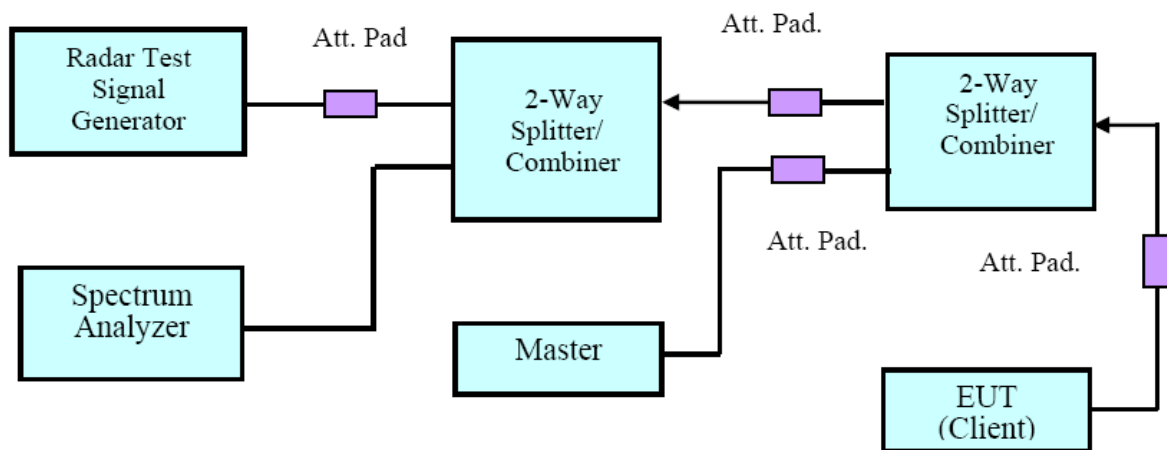 Radar Test
Signal
Generator
Att. Pad
2-Way
Splitter/
Combiner
Att. Pad.
2-Way
Splitter/
Combiner
Att. Pad.
Att. Pad.
Spectrum
Analyzer
Master
EUT
(Client)